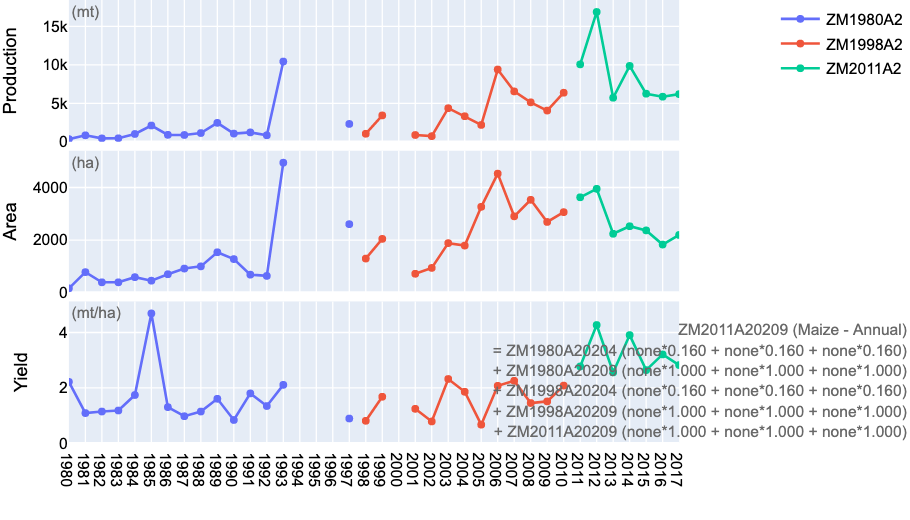 (mt)
Production
15k
10k
5k
0
ZM1980A2
ZM1998A2
ZM2011A2
(ha)
Area
4000
2000
0
(mt/ha)
Yield
4
2
0
ZM2011A20209 (Maize - Annual)
= ZM1980A20204 (none*0.160 + none*0.160 + none*0.160)
+ ZM1980A20209 (none*1.000 + none*1.000 + none*1.000)
+ ZM1998A20204 (none*0.160 + none*0.160 + none*0.160)
+ ZM1998A20209 (none*1.000 + none*1.000 + none*1.000)
+ ZM2011A20209 (none*1.000 + none*1.000 + none*1.000)
1980
1981
1982
1983
1984
1985
1986
1987
1988
1989
1990
1991
1992
1993
1994
1995
1996
1997
1998
1999
2000
2001
2002
2003
2004
2005
2006
2007
2008
2009
2010
2011
2012
2013
2014
2015
2016
2017